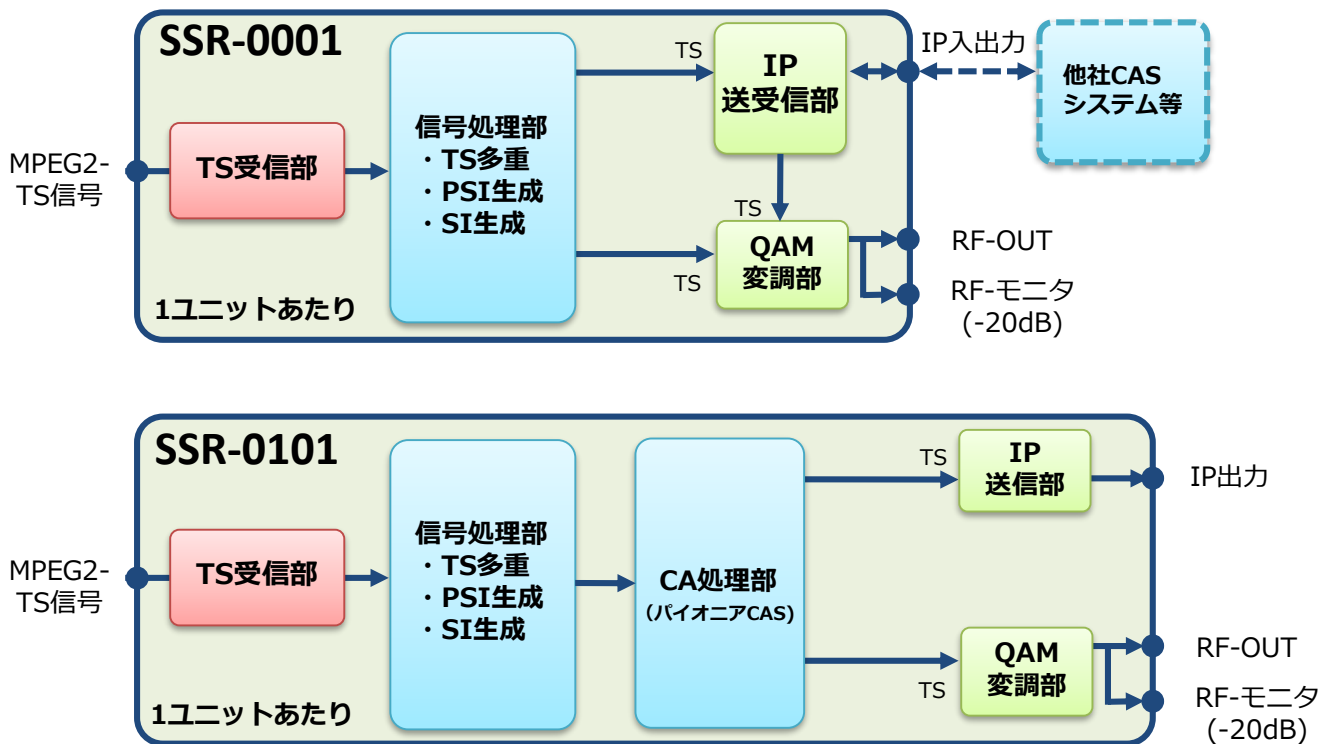 SSR-0001
MPEG2-
TS信号
TS受信部
信号処理部
・TS多重
・PSI生成
・SI生成
TS
IP
送受信部
IP入出力
他社CAS
システム等
TS
TS
QAM
変調部
RF-OUT
RF-モニタ
(-20dB)
1ユニットあたり
SSR-0101
MPEG2-
TS信号
TS受信部
信号処理部
・TS多重
・PSI生成
・SI生成
CA処理部
(パイオニアCAS)
TS
IP
送信部
IP出力
TS
QAM
変調部
RF-OUT
RF-モニタ
(-20dB)
1ユニットあたり